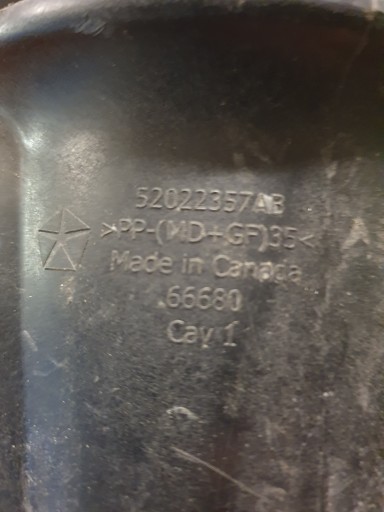 52022357AB
>PP-(MD+GF)35<
Made in Canada
66680
Cav 1